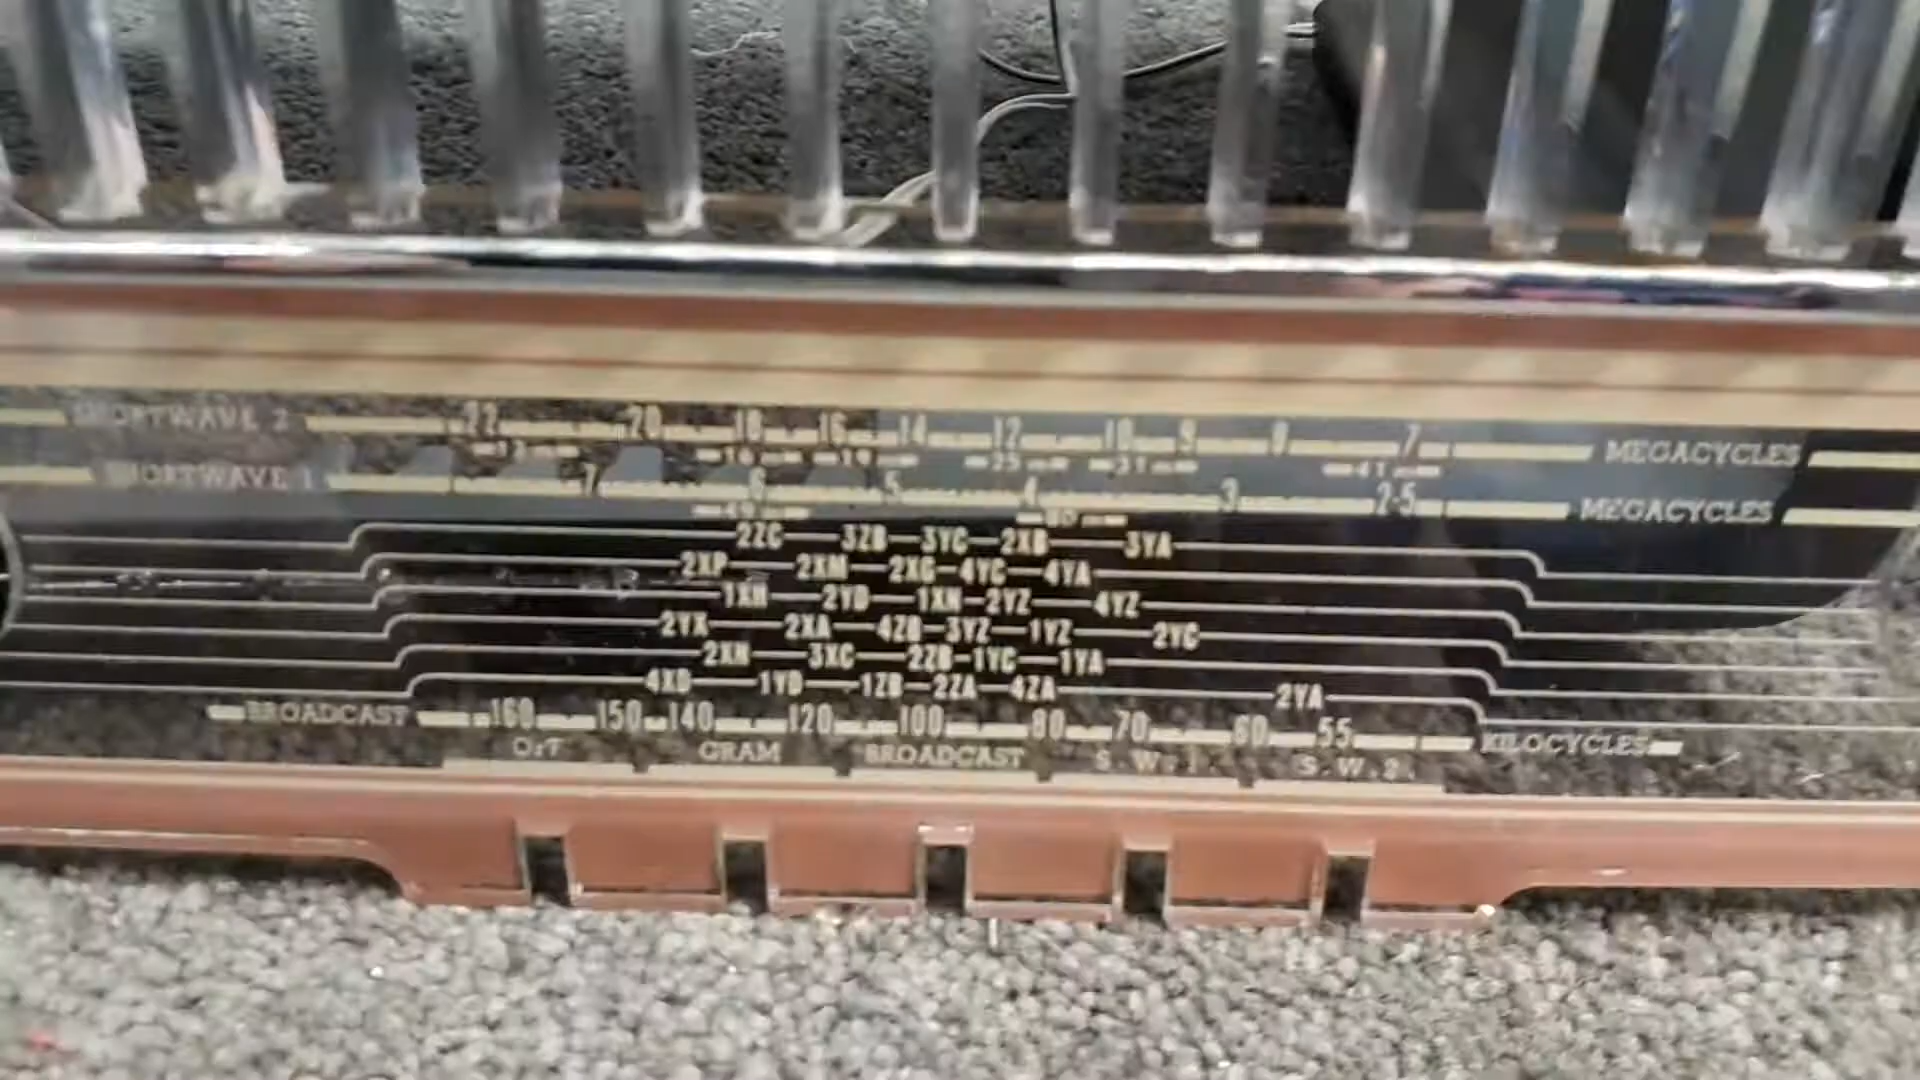 SHORTWAVE 2 22 20 18 16 14 12 10 9 8 7 MEGACYCLES
13 16 19 25 31 41
SHORTWAVE 1 7 6 5 4 3 2·5 MEGACYCLES
49
2ZC 3ZB 3YC 2XB 3YA
2XP 2XM 2XG 4YC 4YA
1XH 2YD 1XN 2YZ 4YZ
2YX 2XA 4ZB 3YZ 1YZ 2YC
2XN 3XC 2ZB 1YC 1YA
4XD 1YD 1ZB 2ZA 4ZA 2YA
BROADCAST 160 150 140 120 100 80 70 60 55 KILOCYCLES
OFF GRAM BROADCAST S.W.1. S.W.2.